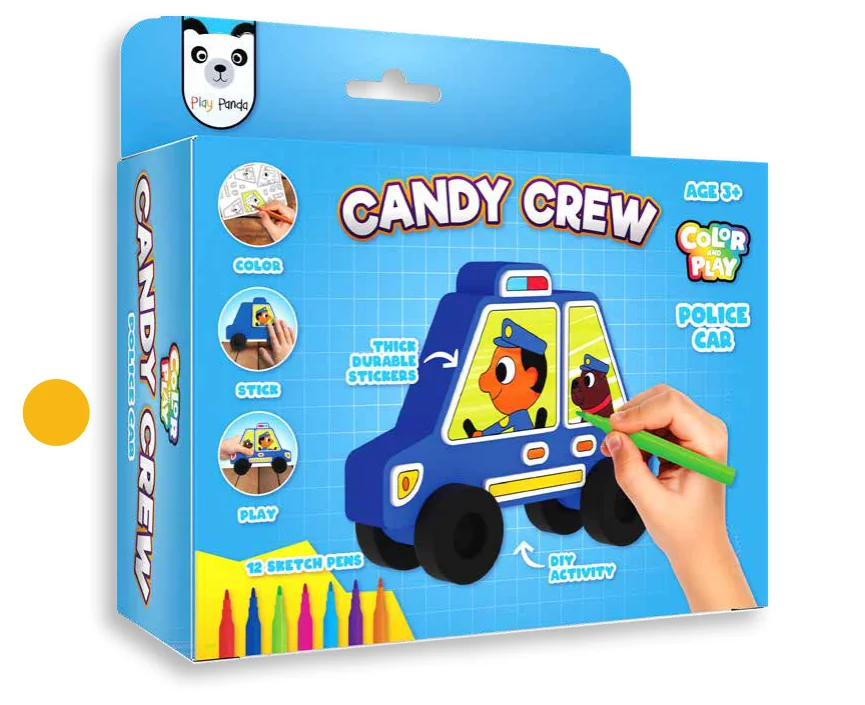 Play Panda
CANDY CREW
AGE 3+
COLOR
AND
PLAY
POLICE
CAR
COLOR
STICK
PLAY
THICK
DURABLE
STICKERS
DIY
ACTIVITY
12 SKETCH PENS
CANDY CREW
POLICE CAR
COLOR
PLAY